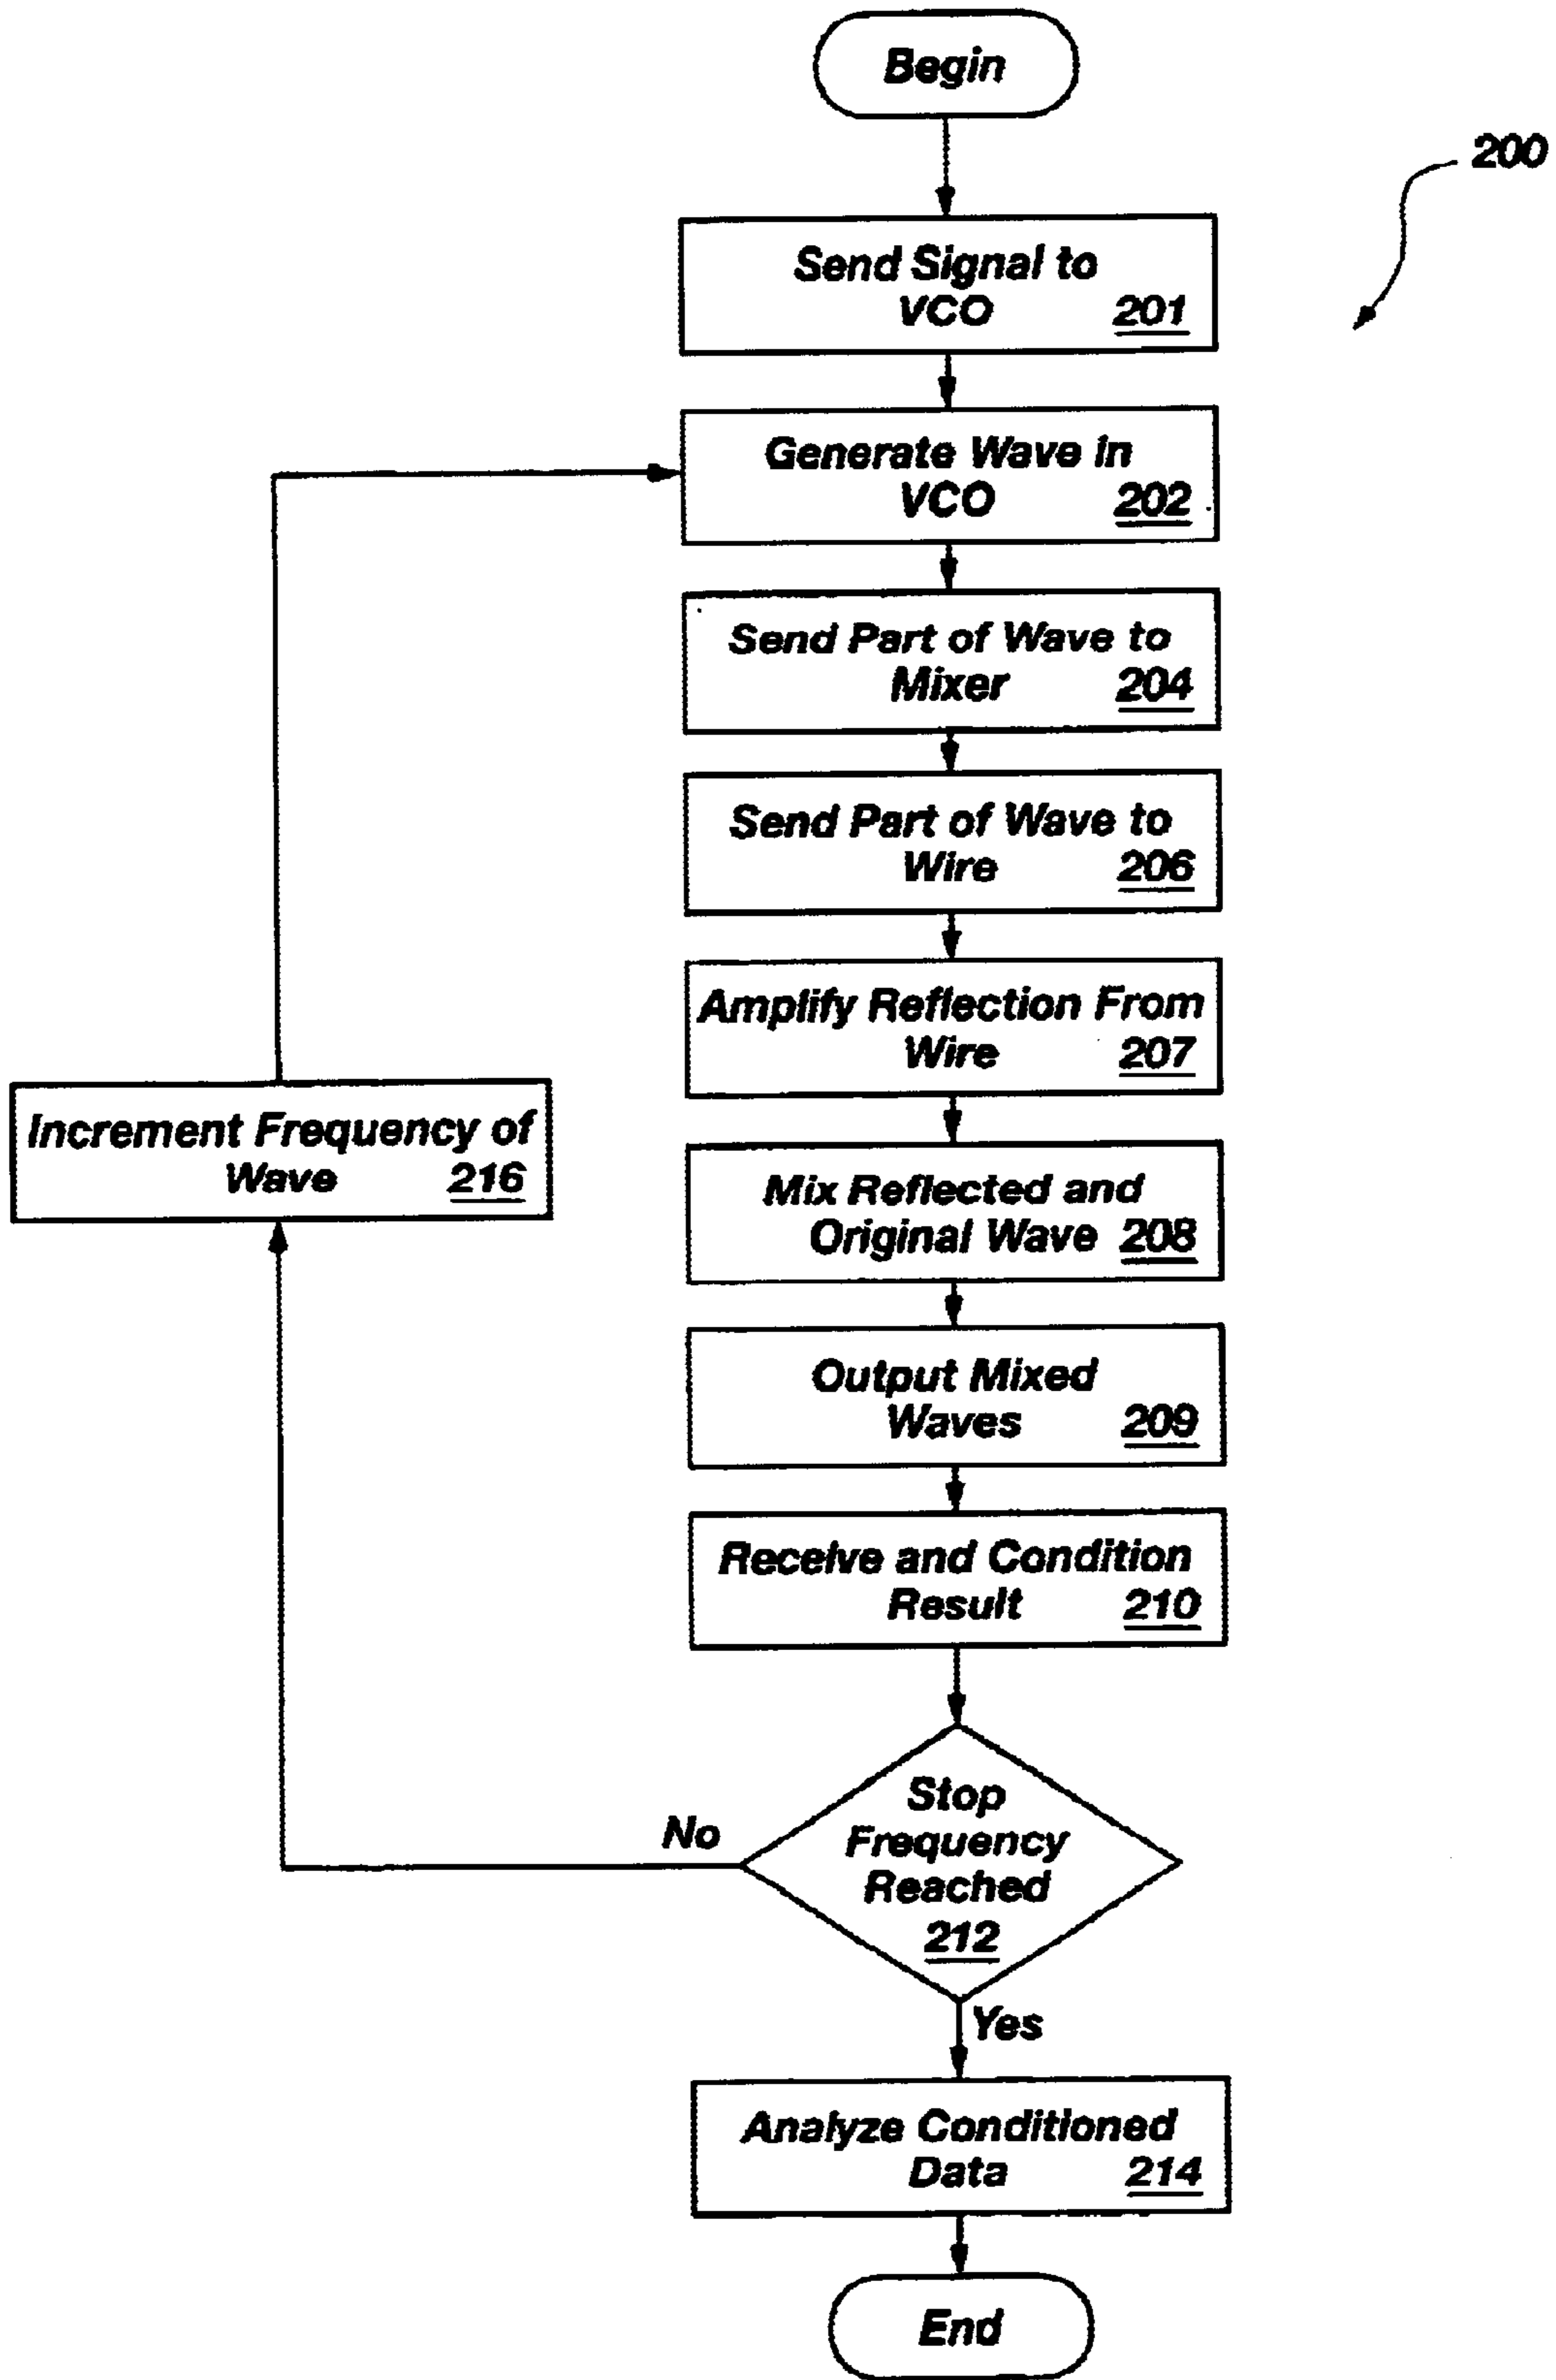 Begin
200
Send Signal to
VCO 201
Generate Wave in
VCO 202
Send Part of Wave to
Mixer 204
Send Part of Wave to
Wire 206
Amplify Reflection From
Wire 207
Increment Frequency of
Wave 216
Mix Reflected and
Original Wave 208
Output Mixed
Waves 209
Receive and Condition
Result 210
Stop
Frequency
Reached
212
No
Yes
Analyze Conditioned
Data 214
End